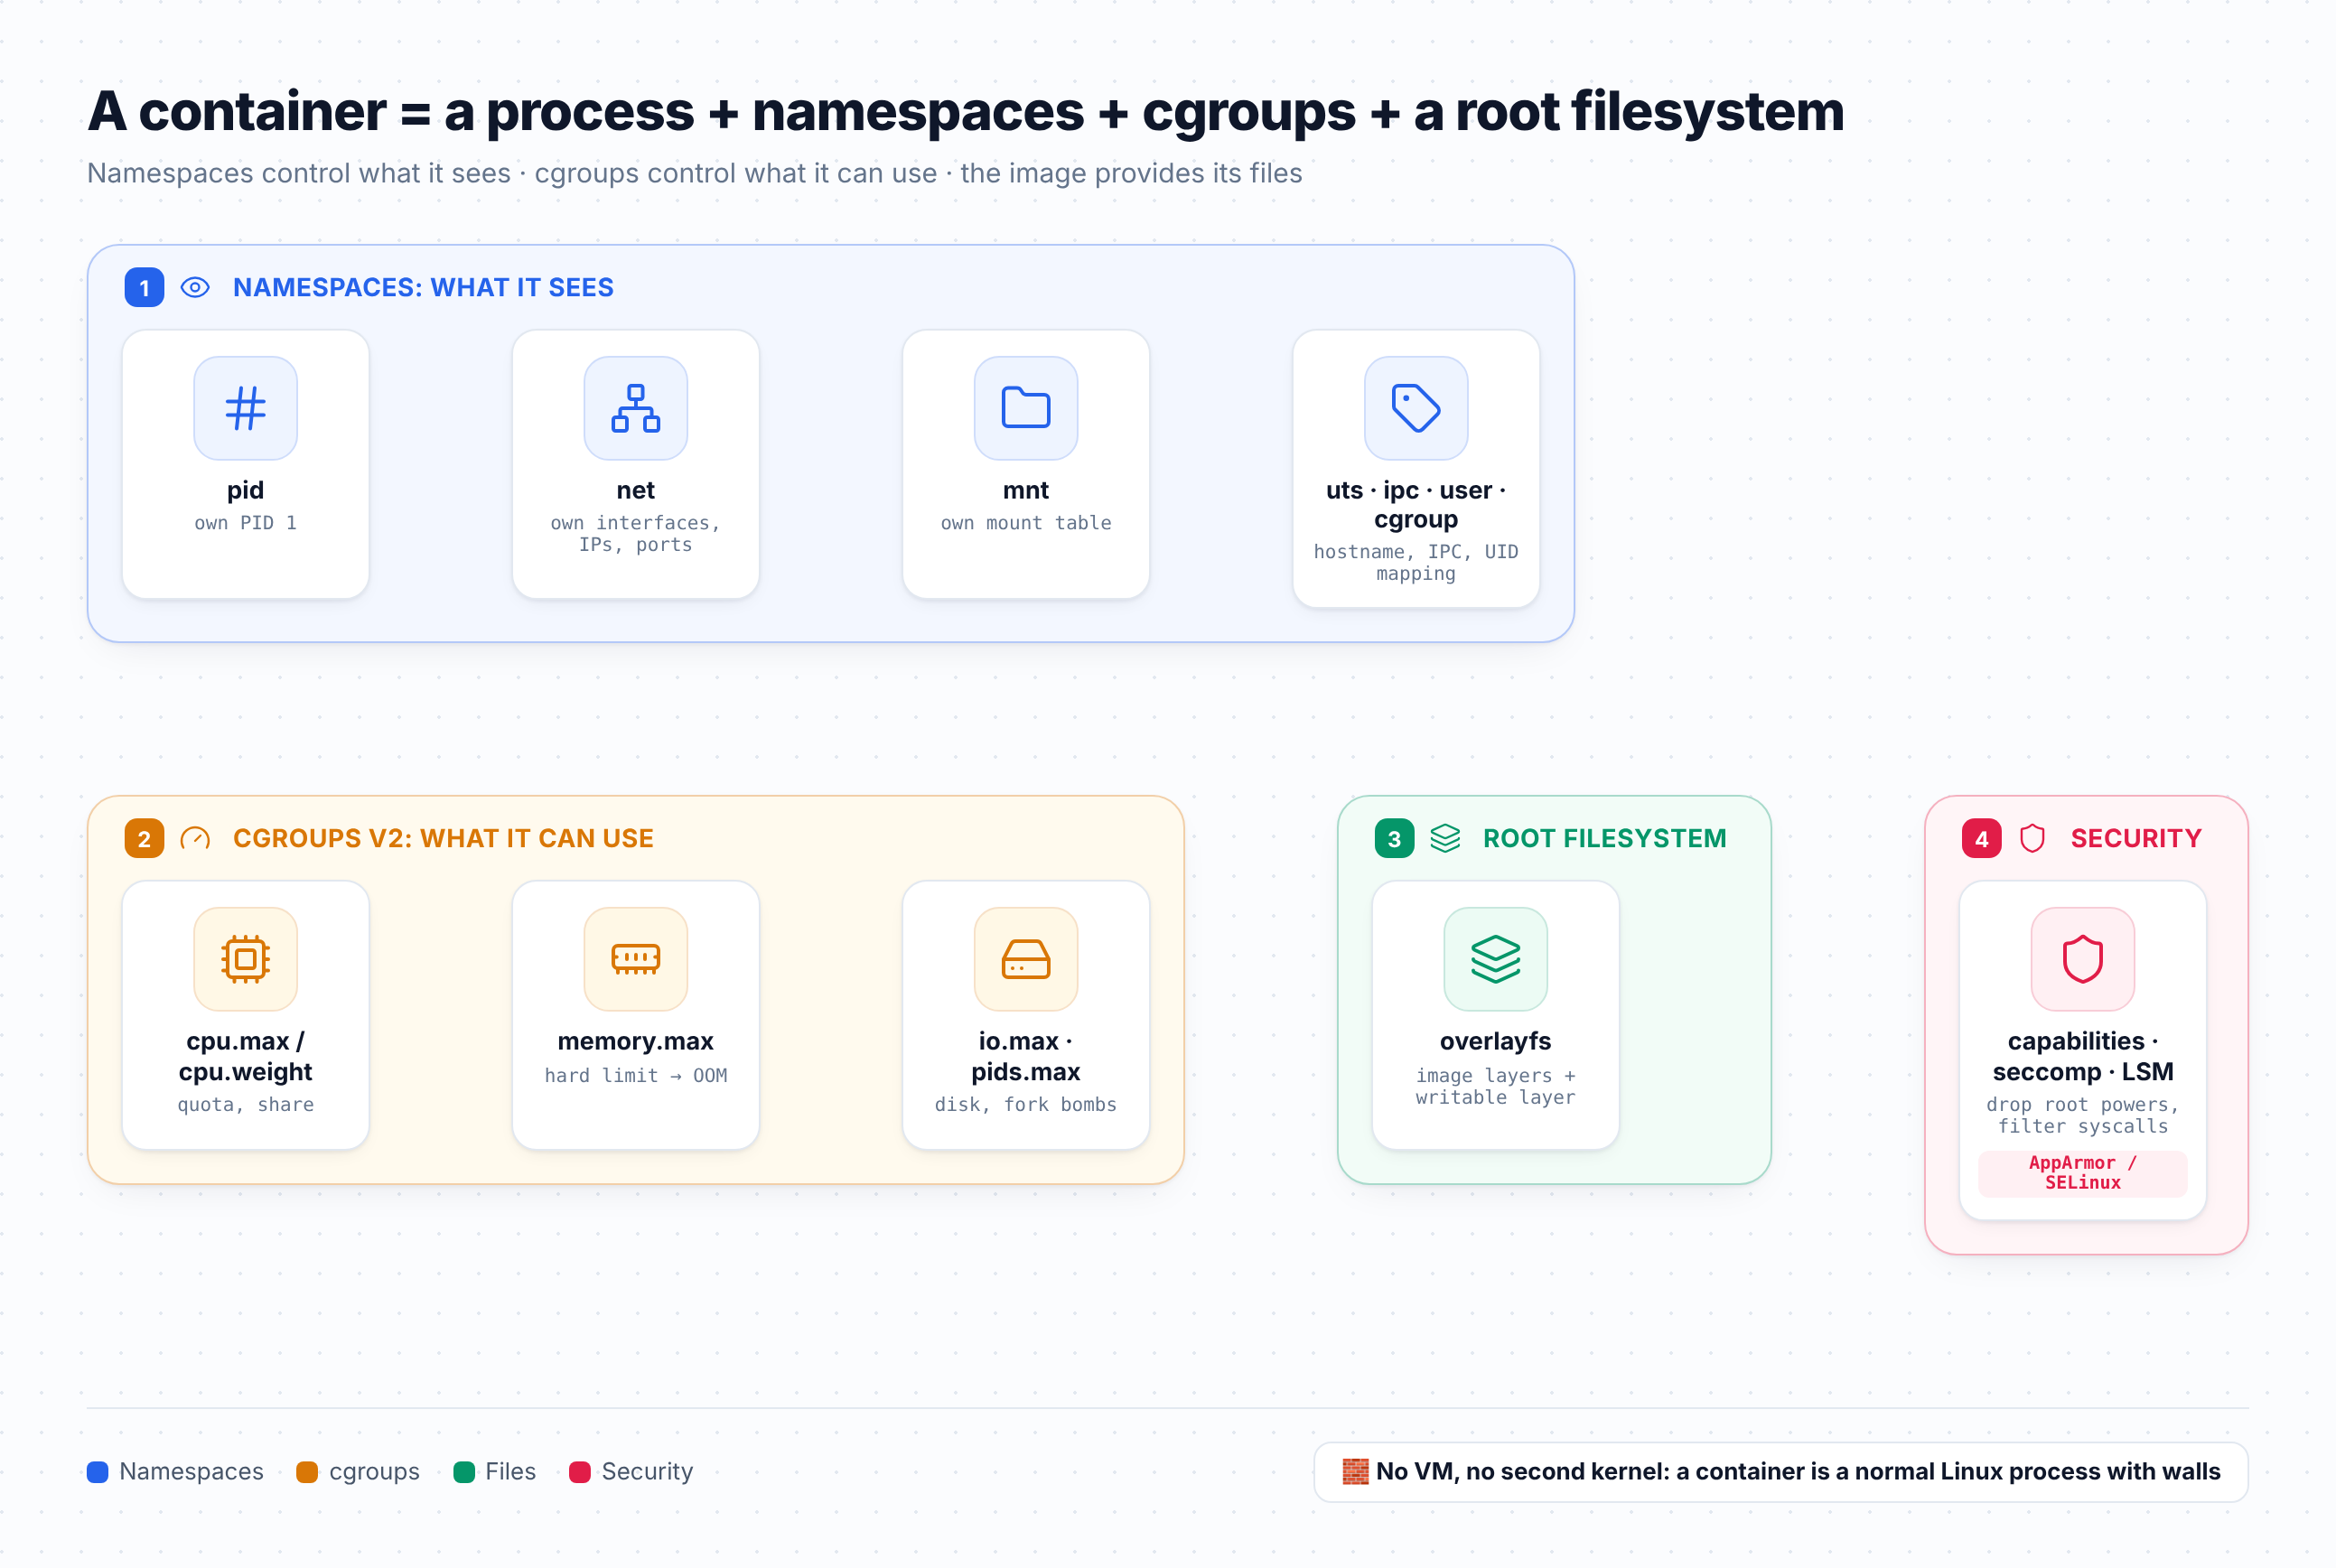 A container = a process + namespaces + cgroups + a root filesystem
Namespaces control what it sees · cgroups control what it can use · the image provides its files
1 NAMESPACES: WHAT IT SEES
pid
own PID 1
net
own interfaces,
IPs, ports
mnt
own mount table
uts · ipc · user ·
cgroup
hostname, IPC, UID
mapping
2 CGROUPS V2: WHAT IT CAN USE
cpu.max /
cpu.weight
quota, share
memory.max
hard limit → OOM
io.max ·
pids.max
disk, fork bombs
3 ROOT FILESYSTEM
overlayfs
image layers +
writable layer
4 SECURITY
capabilities ·
seccomp · LSM
drop root powers,
filter syscalls
AppArmor /
SELinux
Namespaces cgroups Files Security
🧱 No VM, no second kernel: a container is a normal Linux process with walls